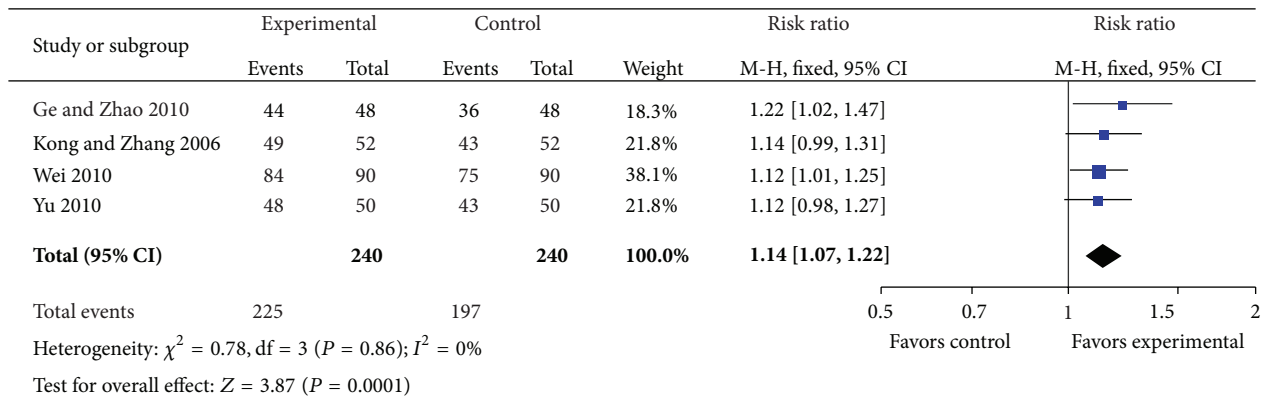 Study or subgroup Experimental Control Risk ratio Risk ratio
Events Total Events Total Weight M-H, fixed, 95% CI M-H, fixed, 95% CI
Ge and Zhao 2010 44 48 36 48 18.3% 1.22 [1.02, 1.47]
Kong and Zhang 2006 49 52 43 52 21.8% 1.14 [0.99, 1.31]
Wei 2010 84 90 75 90 38.1% 1.12 [1.01, 1.25]
Yu 2010 48 50 43 50 21.8% 1.12 [0.98, 1.27]
Total (95% CI) 240 240 100.0% 1.14 [1.07, 1.22]
Total events 225 197
0.5 0.7 1 1.5 2
Favors control Favors experimental
Heterogeneity: χ² = 0.78, df = 3 (P = 0.86); I² = 0%
Test for overall effect: Z = 3.87 (P = 0.0001)